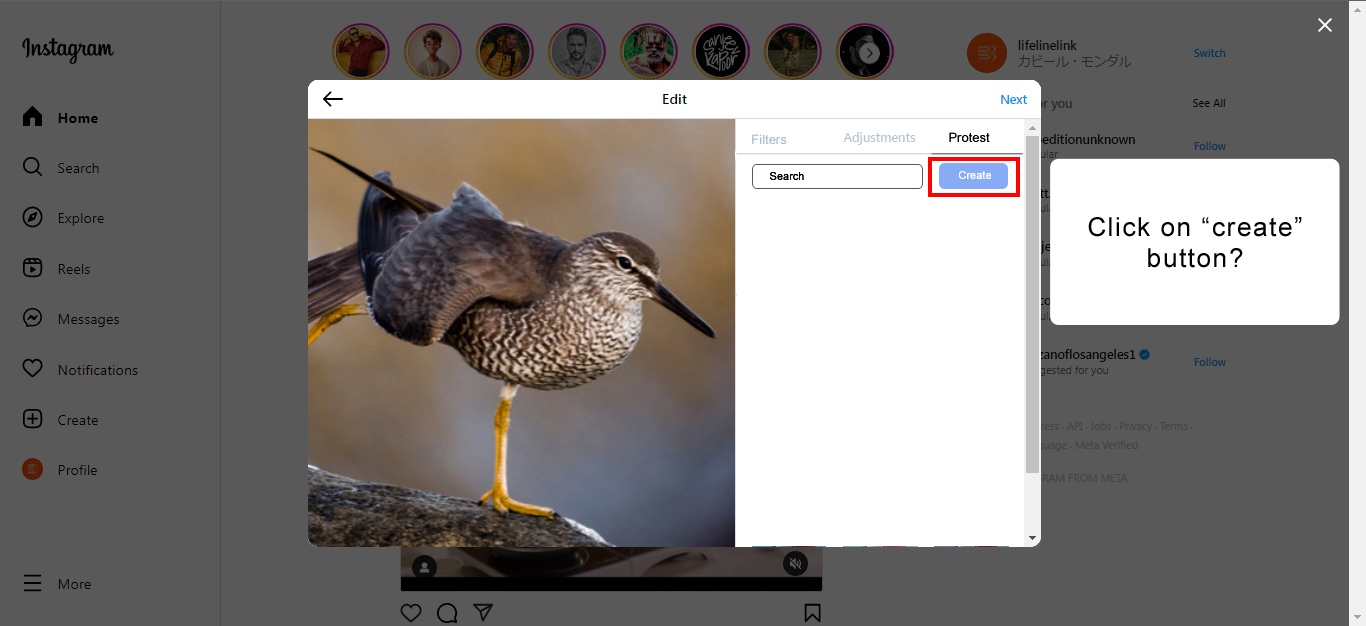 Instagram
Home
Search
Explore
Reels
Messages
Notifications
Create
Profile
More
Edit
Next
Filters
Adjustments
Protest
Search
Create
lifelinelink
カビール・モンダル
Switch
or you
See All
editionunknown
ular
Follow
Click on “create”
button?
zanoflosangeles1
gested for you
Follow
ress · API · Jobs · Privacy · Terms ·
uage · Meta Verified
RAM FROM META